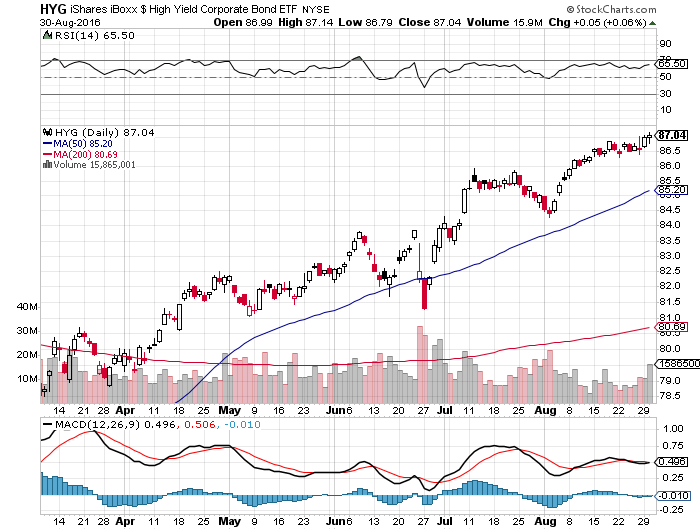 HYG iShares iBoxx $ High Yield Corporate Bond ETF NYSE © StockCharts.com
30-Aug-2016 Open 86.99 High 87.14 Low 86.79 Close 87.04 Volume 15.9M Chg +0.05 (+0.06%)
RSI(14) 65.50
90
70
65.50
50
30
10
HYG (Daily) 87.04
MA(50) 85.20
MA(200) 80.69
Volume 15,865,001
87.04
86.5
86.0
85.5
85.20
84.5
84.0
83.5
83.0
82.5
82.0
81.5
81.0
80.69
80.0
1586500
79.0
78.5
40M
30M
20M
10M
14 21 28 Apr 11 18 25 May 9 16 23 Jun 6 13 20 27 Jul 11 18 25 Aug 8 15 22 29
MACD(12,26,9) 0.496, 0.506, -0.010
1.00
0.75
0.496
0.25
-0.010
-0.25
14 21 28 Apr 11 18 25 May 9 16 23 Jun 6 13 20 27 Jul 11 18 25 Aug 8 15 22 29